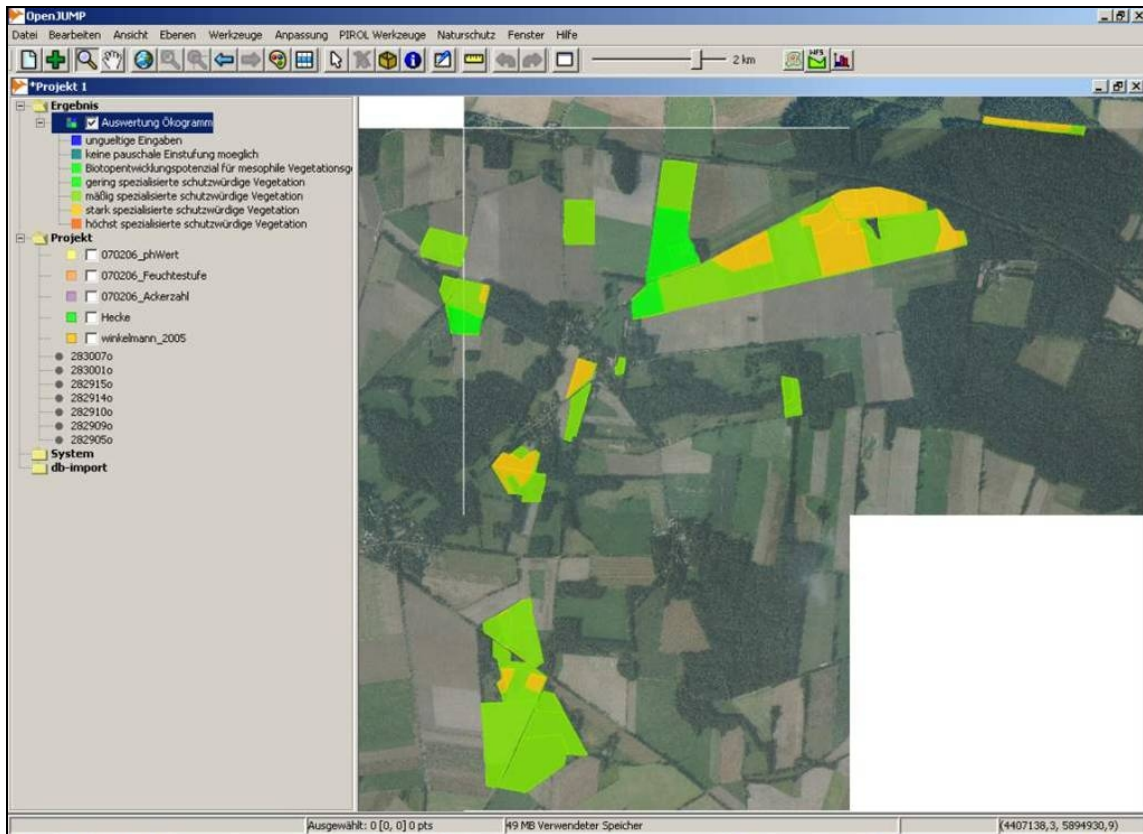 OpenJUMP
Datei Bearbeiten Ansicht Ebenen Werkzeuge Anpassung PIROL Werkzeuge Naturschutz Fenster Hilfe
2 km
WFS
*Projekt 1
Ergebnis
Auswertung Ökogramm
ungueltige Eingaben
keine pauschale Einstufung moeglich
Biotopentwicklungspotenzial für mesophile Vegetationsge
gering spezialisierte schutzwürdige Vegetation
mäßig spezialisierte schutzwürdige Vegetation
stark spezialisierte schutzwürdige Vegetation
höchst spezialisierte schutzwürdige Vegetation
Projekt
070206_phWert
070206_Feuchtestufe
070206_Ackerzahl
Hecke
winkelmann_2005
283007o
283001o
282915o
282914o
282910o
282909o
282905o
System
db-import
Ausgewählt: 0 [0, 0] 0 pts 49 MB Verwendeter Speicher (4407138,3, 5894930,9)